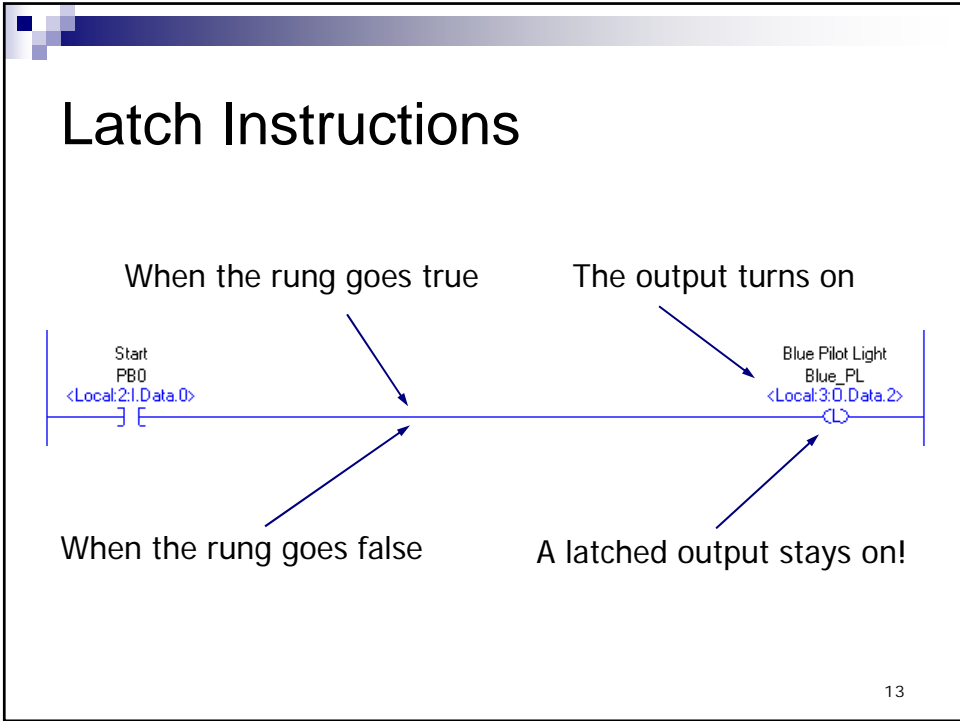 Latch Instructions
When the rung goes true
The output turns on
Start
PB0
<Local:2:I.Data.0>
Blue Pilot Light
Blue_PL
<Local:3:O.Data.2>
L
When the rung goes false
A latched output stays on!
13